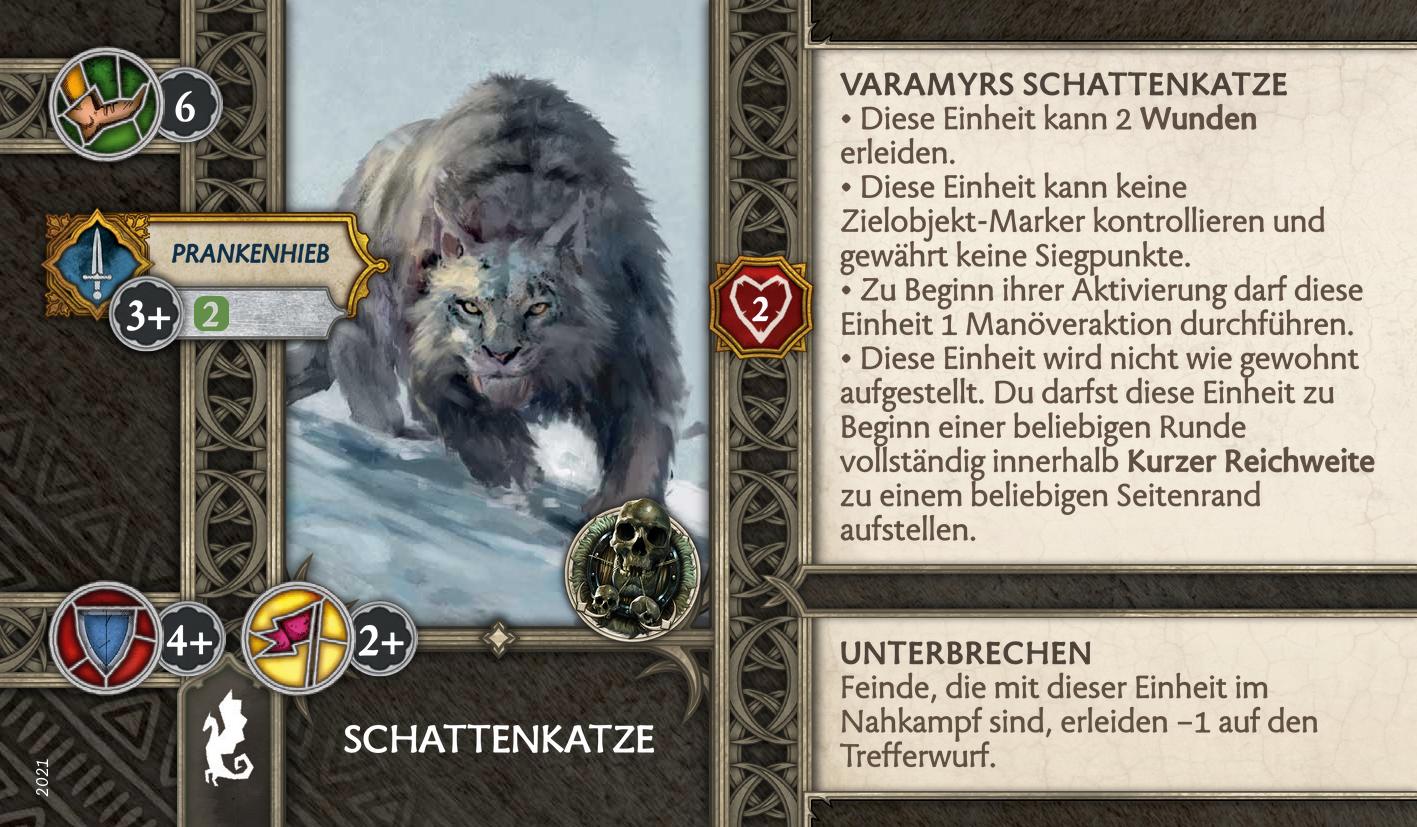 6
PRANKENHIEB
3+
2
4+
2+
SCHATTENKATZE
2021
2
VARAMYRS SCHATTENKATZE
• Diese Einheit kann 2 Wunden
erleiden.
• Diese Einheit kann keine
Zielobjekt-Marker kontrollieren und
gewährt keine Siegpunkte.
• Zu Beginn ihrer Aktivierung darf diese
Einheit 1 Manöveraktion durchführen.
• Diese Einheit wird nicht wie gewohnt
aufgestellt. Du darfst diese Einheit zu
Beginn einer beliebigen Runde
vollständig innerhalb Kurzer Reichweite
zu einem beliebigen Seitenrand
aufstellen.
UNTERBRECHEN
Feinde, die mit dieser Einheit im
Nahkampf sind, erleiden –1 auf den
Trefferwurf.